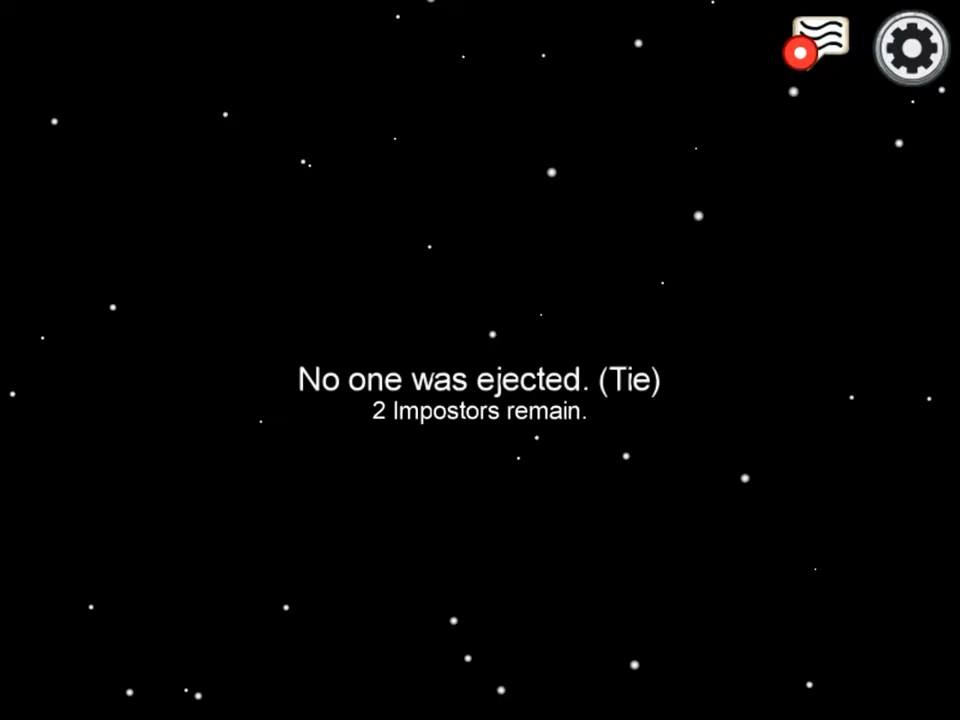 No one was ejected. (Tie)
2 Impostors remain.